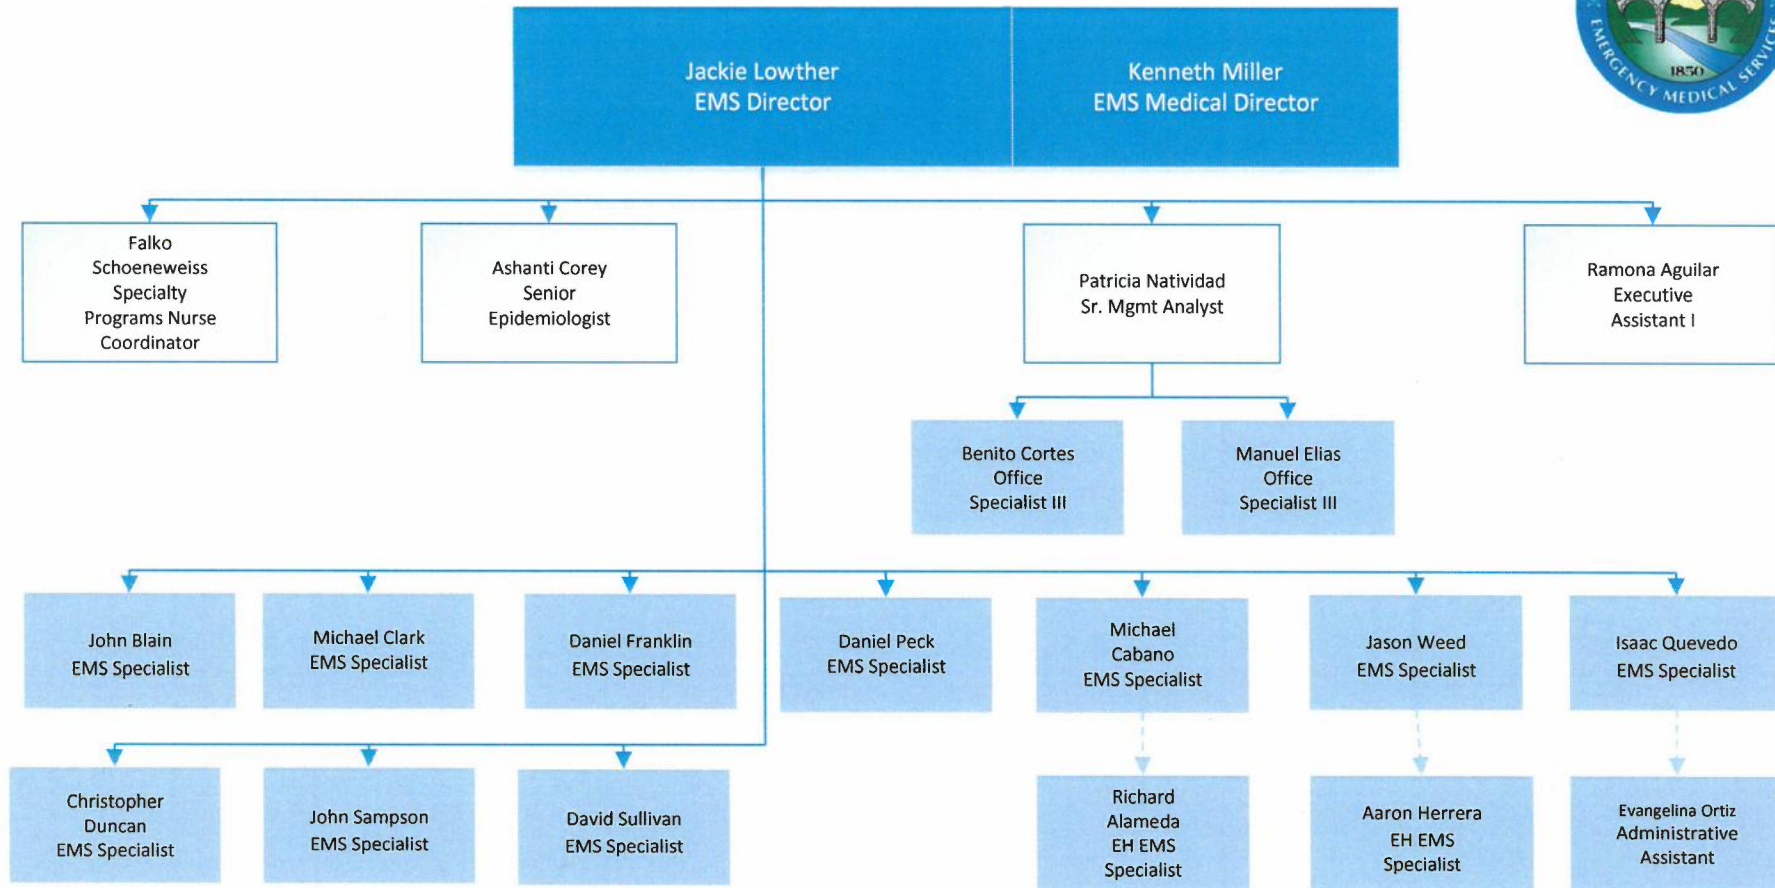 Jackie Lowther
EMS Director
Kenneth Miller
EMS Medical Director
EMERGENCY MEDICAL SERVICES
1850
Falko
Schoeneweiss
Specialty
Programs Nurse
Coordinator
Ashanti Corey
Senior
Epidemiologist
Patricia Natividad
Sr. Mgmt Analyst
Ramona Aguilar
Executive
Assistant I
Benito Cortes
Office
Specialist III
Manuel Elias
Office
Specialist III
John Blain
EMS Specialist
Michael Clark
EMS Specialist
Daniel Franklin
EMS Specialist
Daniel Peck
EMS Specialist
Michael
Cabano
EMS Specialist
Jason Weed
EMS Specialist
Isaac Quevedo
EMS Specialist
Christopher
Duncan
EMS Specialist
John Sampson
EMS Specialist
David Sullivan
EMS Specialist
Richard
Alameda
EH EMS
Specialist
Aaron Herrera
EH EMS
Specialist
Evangelina Ortiz
Administrative
Assistant